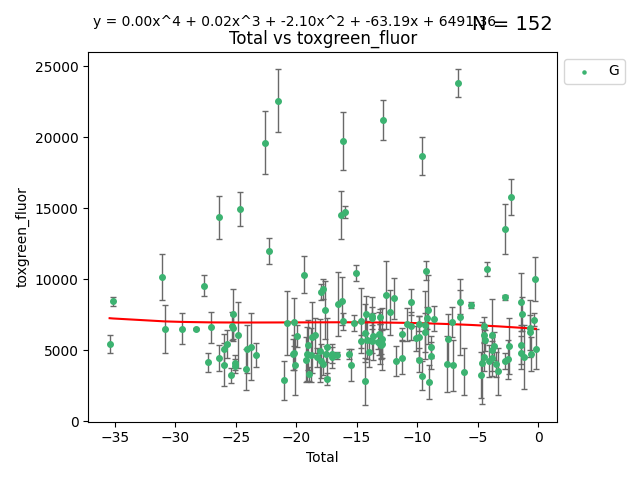 y = 0.00x^4 + 0.02x^3 + -2.10x^2 + -63.19x + 6491.36
N = 152
Total vs toxgreen_fluor
G
25000
20000
15000
10000
5000
0
toxgreen_fluor
−35 −30 −25 −20 −15 −10 −5 0
Total